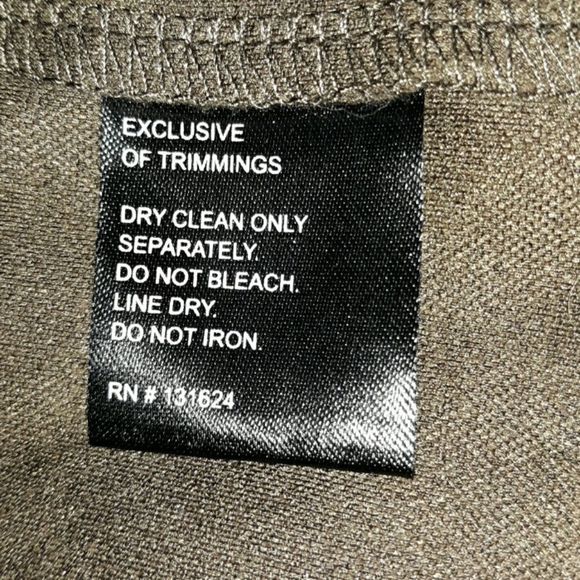 EXCLUSIVE
OF TRIMMINGS
DRY CLEAN ONLY
SEPARATELY.
DO NOT BLEACH.
LINE DRY.
DO NOT IRON.
RN # 131624